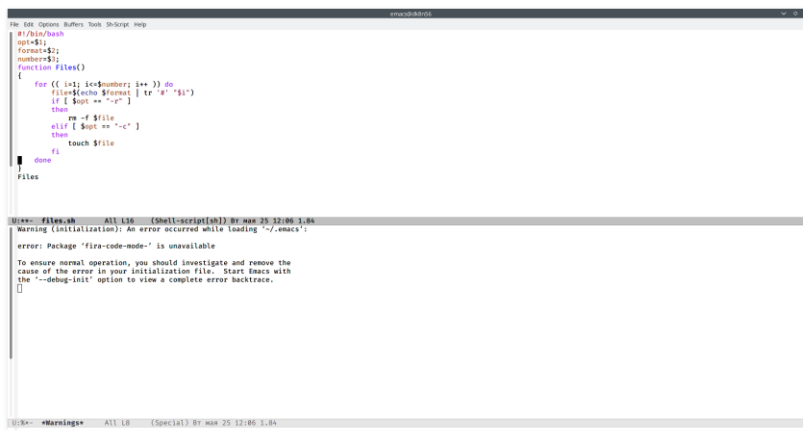 emacs@dk8n56
File Edit Options Buffers Tools Sh-Script Help
#!/bin/bash
opt=$1;
format=$2;
number=$3;
function Files()
{
for (( i=1; i<=$number; i++ )) do
file=$(echo $format | tr '#' "$i")
if [ $opt == "-r" ]
then
rm -f $file
elif [ $opt == "-c" ]
then
touch $file
fi
done
}
Files
U:**- files.sh All L16 (Shell-script[sh]) Вт мая 25 12:06 1.84
Warning (initialization): An error occurred while loading '~/.emacs':
error: Package 'fira-code-mode-' is unavailable
To ensure normal operation, you should investigate and remove the
cause of the error in your initialization file. Start Emacs with
the '--debug-init' option to view a complete error backtrace.
U:%*- *Warnings* All L8 (Special) Вт мая 25 12:06 1.84